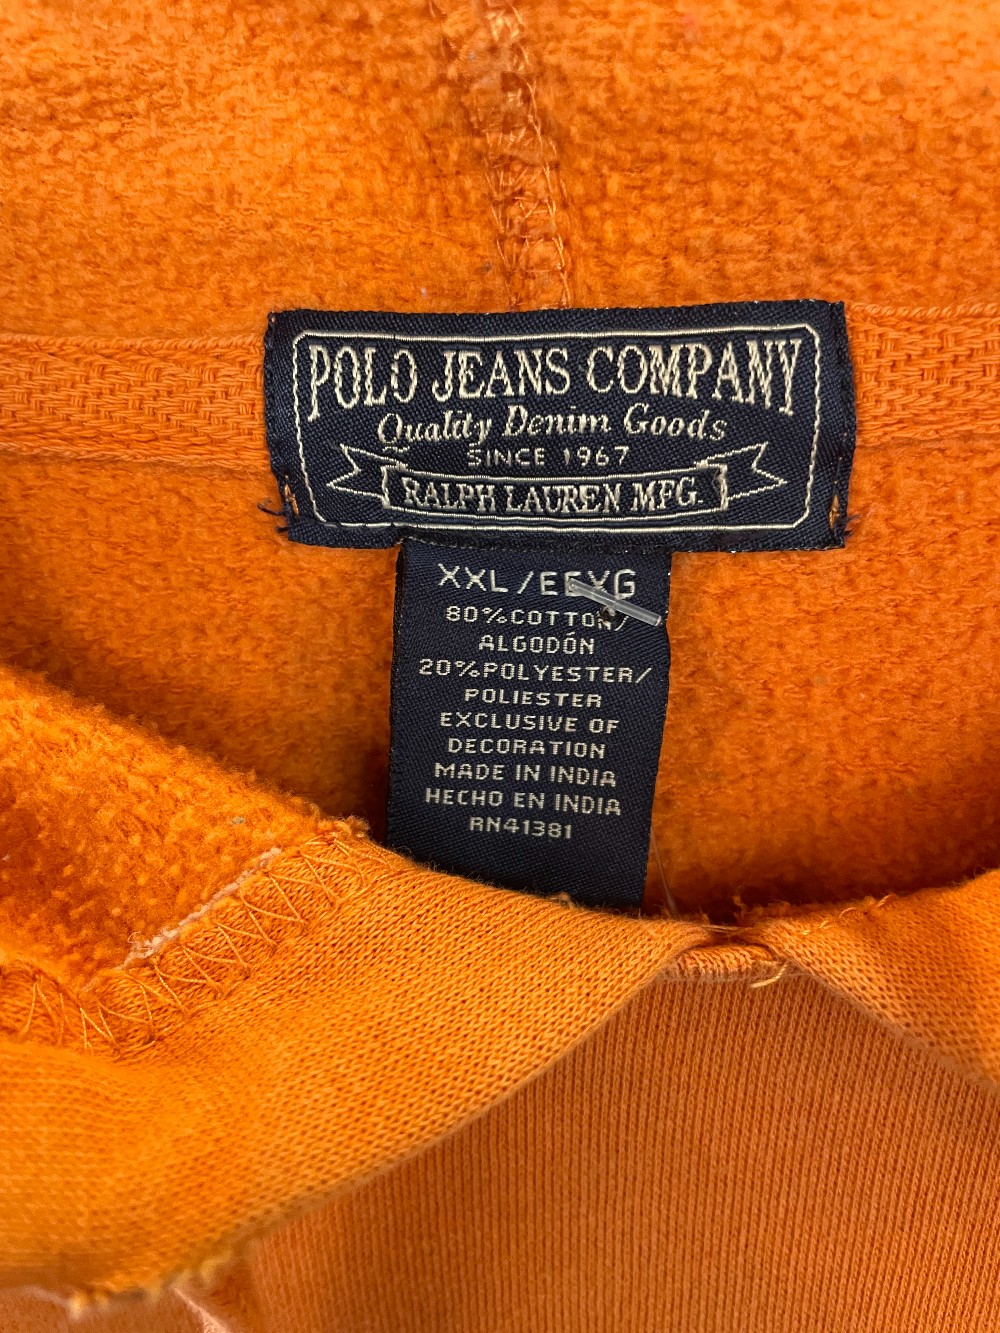 POLO JEANS COMPANY
Quality Denim Goods
SINCE 1967
RALPH LAUREN MFG.
XXL/EEXG
80%COTTON/
ALGODÓN
20%POLYESTER/
POLIESTER
EXCLUSIVE OF
DECORATION
MADE IN INDIA
HECHO EN INDIA
RN41381